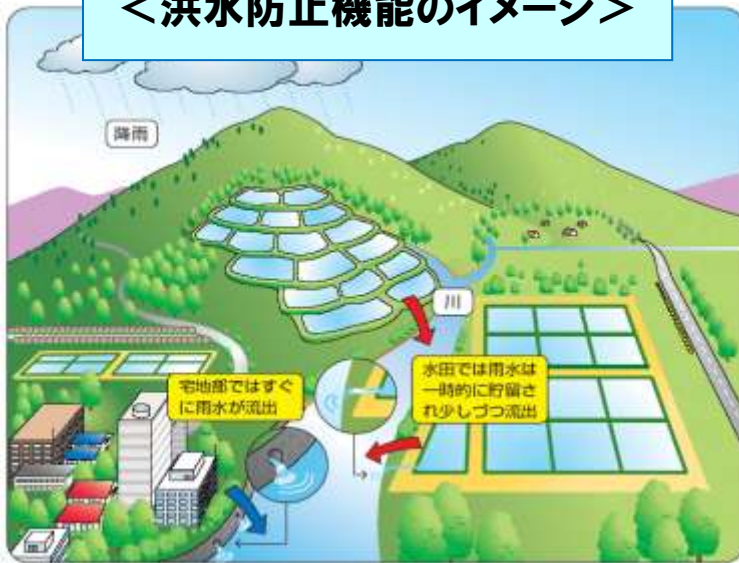 ＜洪水防止機能のイメージ＞
降雨
川
宅地部ではすぐ
に雨水が流出
水田では雨水は
一時的に貯留さ
れ少しづつ流出